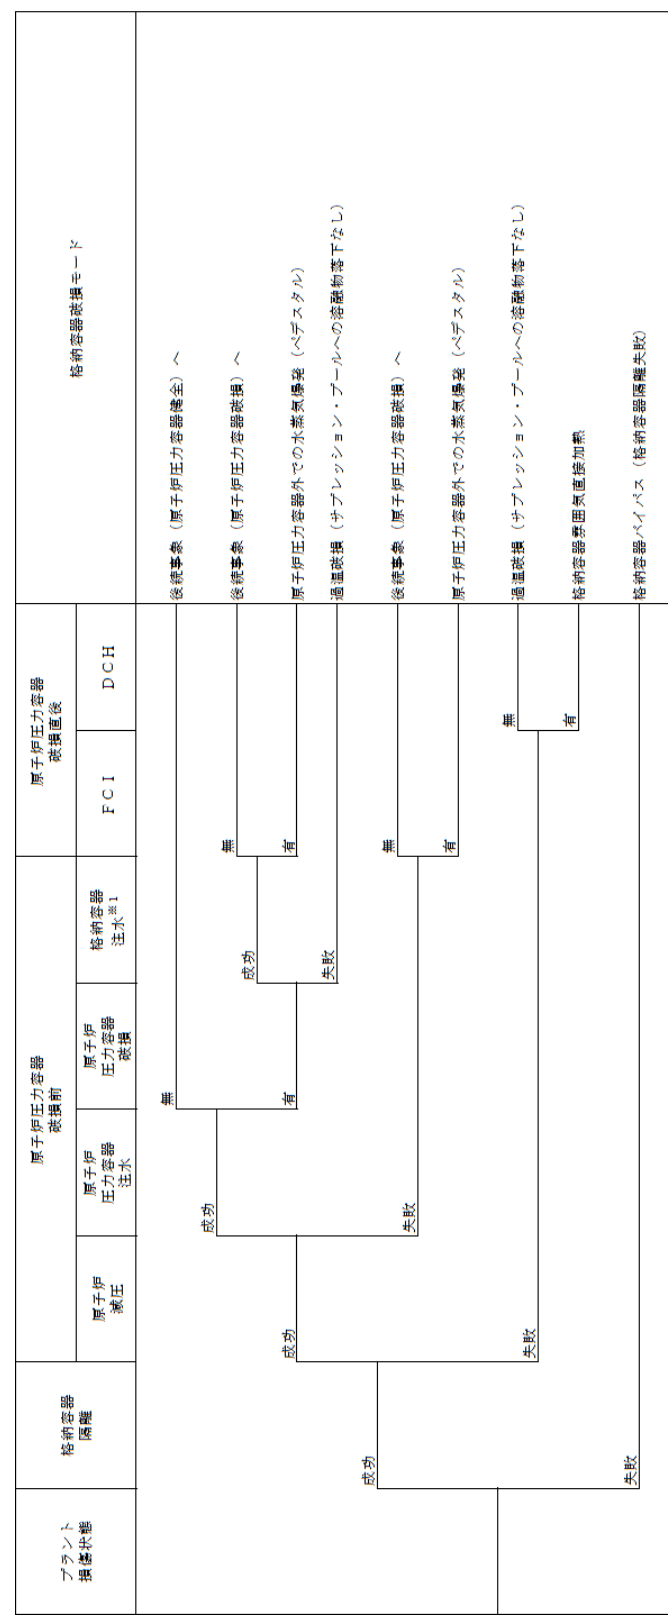 プラント
損傷状態
格納容器
隔離
原子炉圧力容器
破損前
原子炉
減圧
原子炉
圧力容器
注水
原子炉
圧力容器
破損
格納容器
注水※1
原子炉圧力容器
破損直後
FCI
DCH
格納容器破損モード
成功
失敗
成功
失敗
成功
失敗
無
有
成功
失敗
無
有
無
有
無
有
後続事象（原子炉圧力容器健全）へ
後続事象（原子炉圧力容器破損）へ
原子炉圧力容器外での水蒸気爆発（ペデスタル）
過温破損（サプレッション・プールへの溶融物落下なし）
後続事象（原子炉圧力容器破損）へ
原子炉圧力容器外での水蒸気爆発（ペデスタル）
過温破損（サプレッション・プールへの溶融物落下なし）
格納容器雰囲気直接加熱
格納容器バイパス（格納容器隔離失敗）